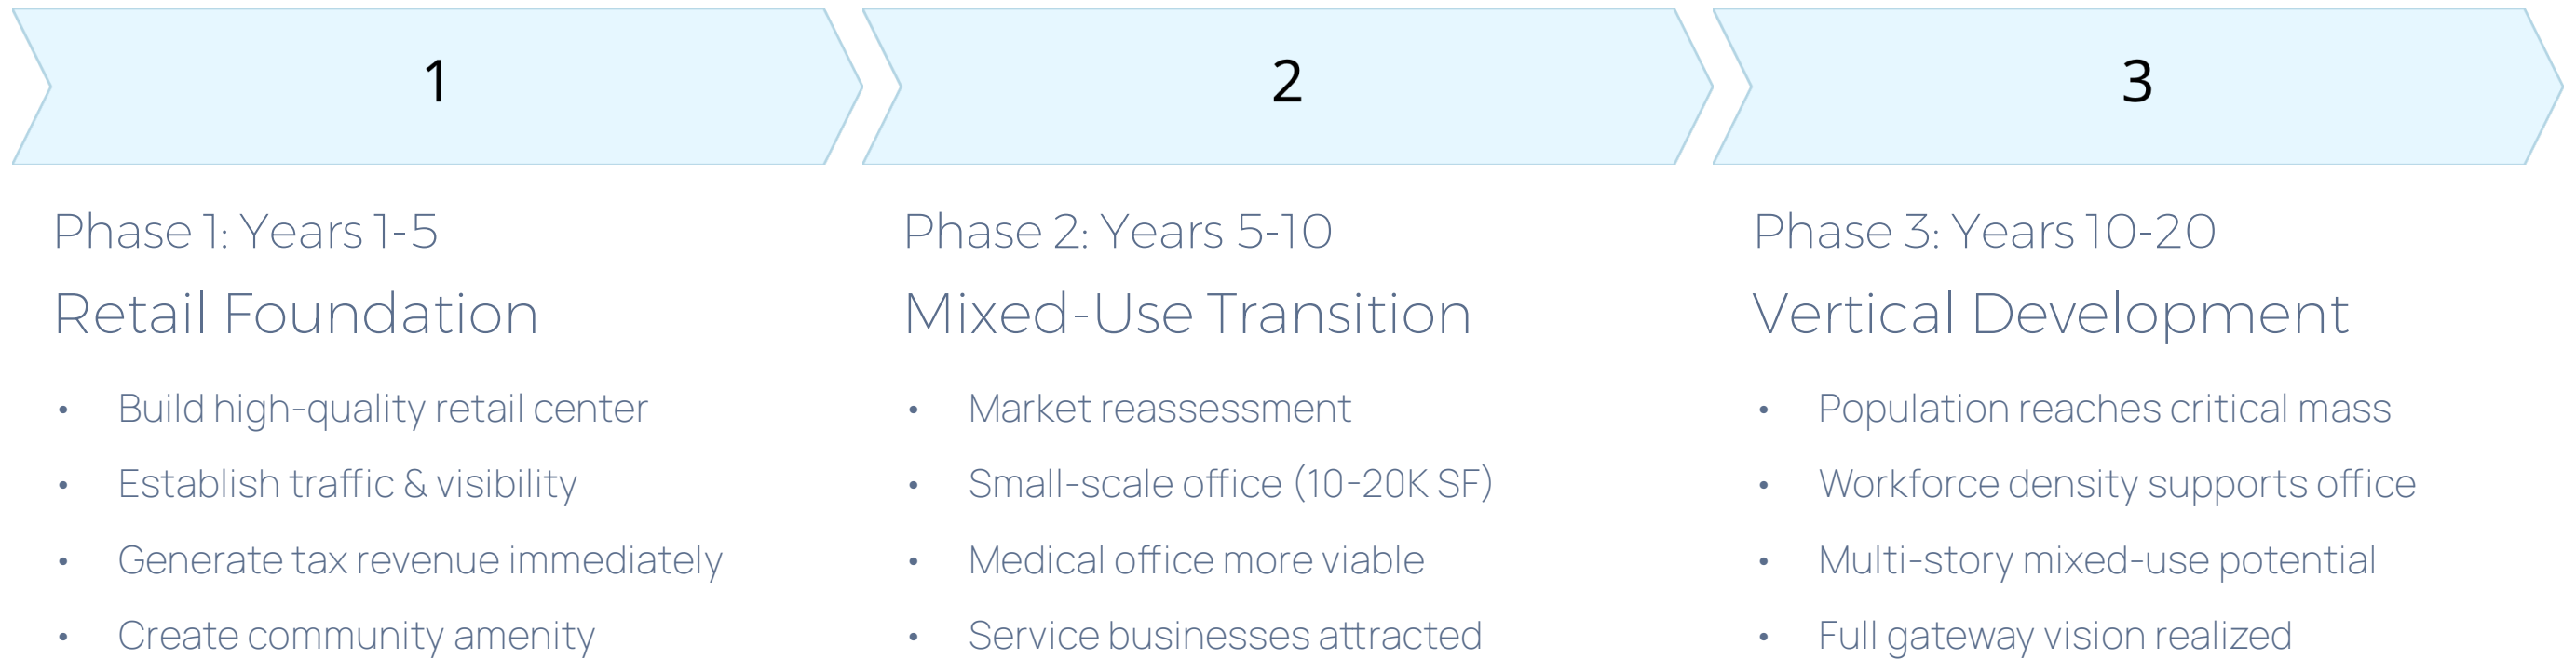 1
2
3
Phase 1: Years 1-5
Retail Foundation
• Build high-quality retail center
• Establish traffic & visibility
• Generate tax revenue immediately
• Create community amenity
Phase 2: Years 5-10
Mixed-Use Transition
• Market reassessment
• Small-scale office (10-20K SF)
• Medical office more viable
• Service businesses attracted
Phase 3: Years 10-20
Vertical Development
• Population reaches critical mass
• Workforce density supports office
• Multi-story mixed-use potential
• Full gateway vision realized